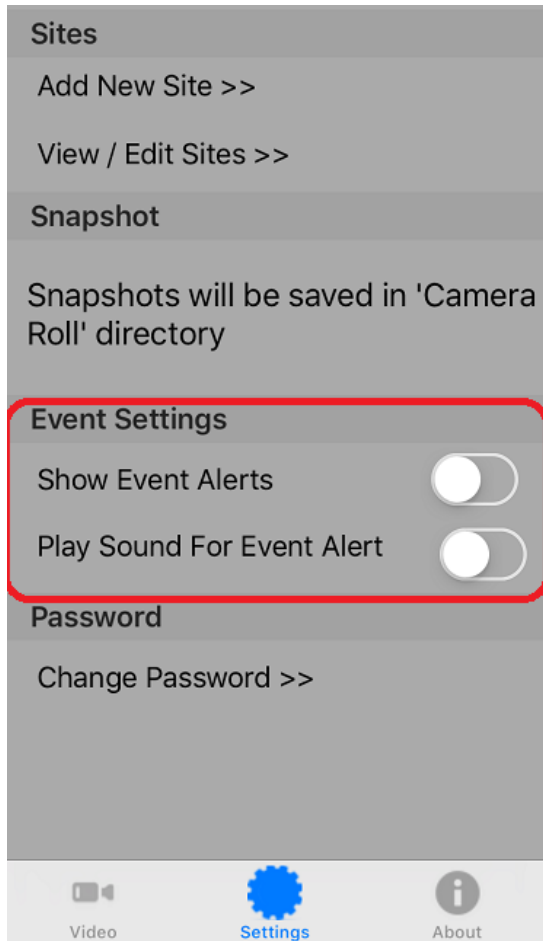 Sites
Add New Site >>
View / Edit Sites >>
Snapshot
Snapshots will be saved in 'Camera
Roll' directory
Event Settings
Show Event Alerts
Play Sound For Event Alert
Password
Change Password >>
Video
Settings
About